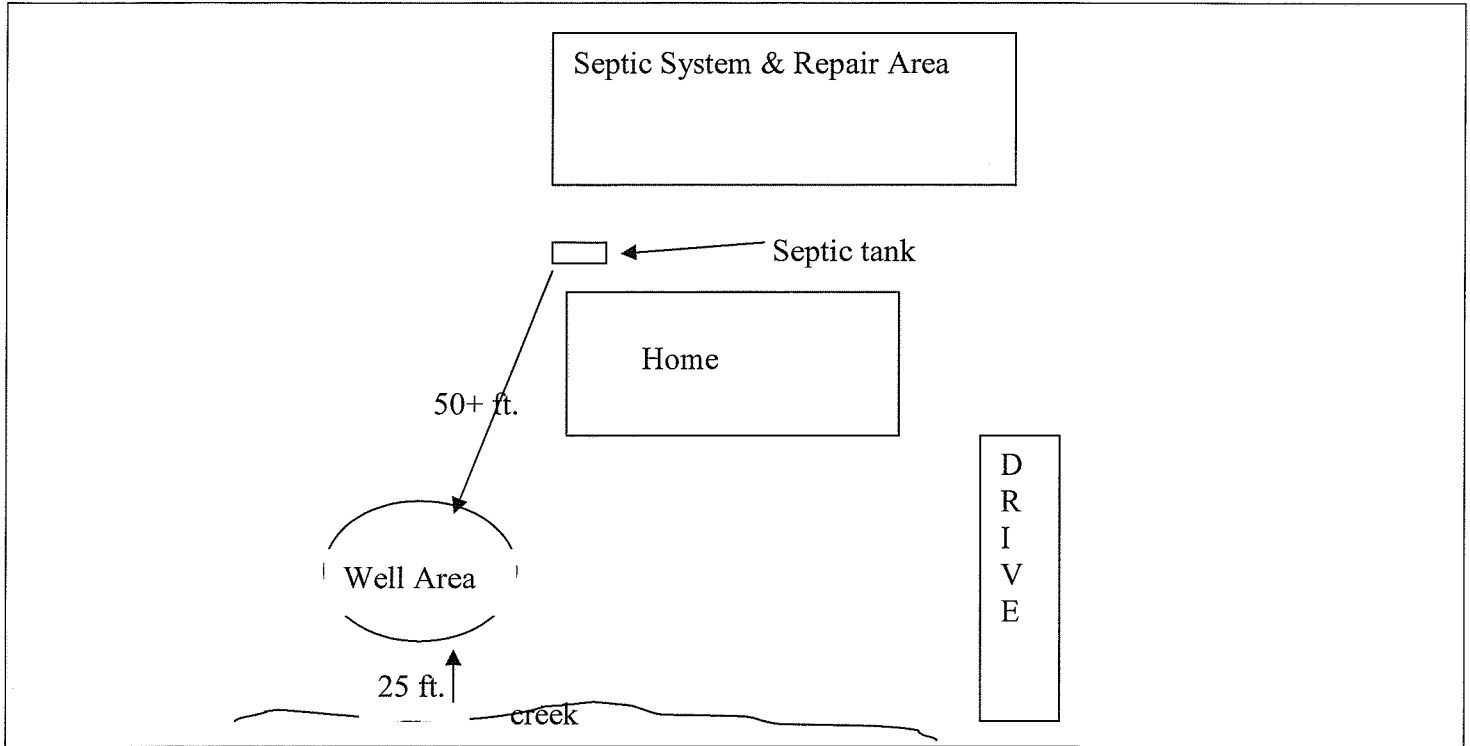 Septic System & Repair Area
Septic tank
Home
50+ ft.
D
R
I
V
E
Well Area
25 ft.
creek